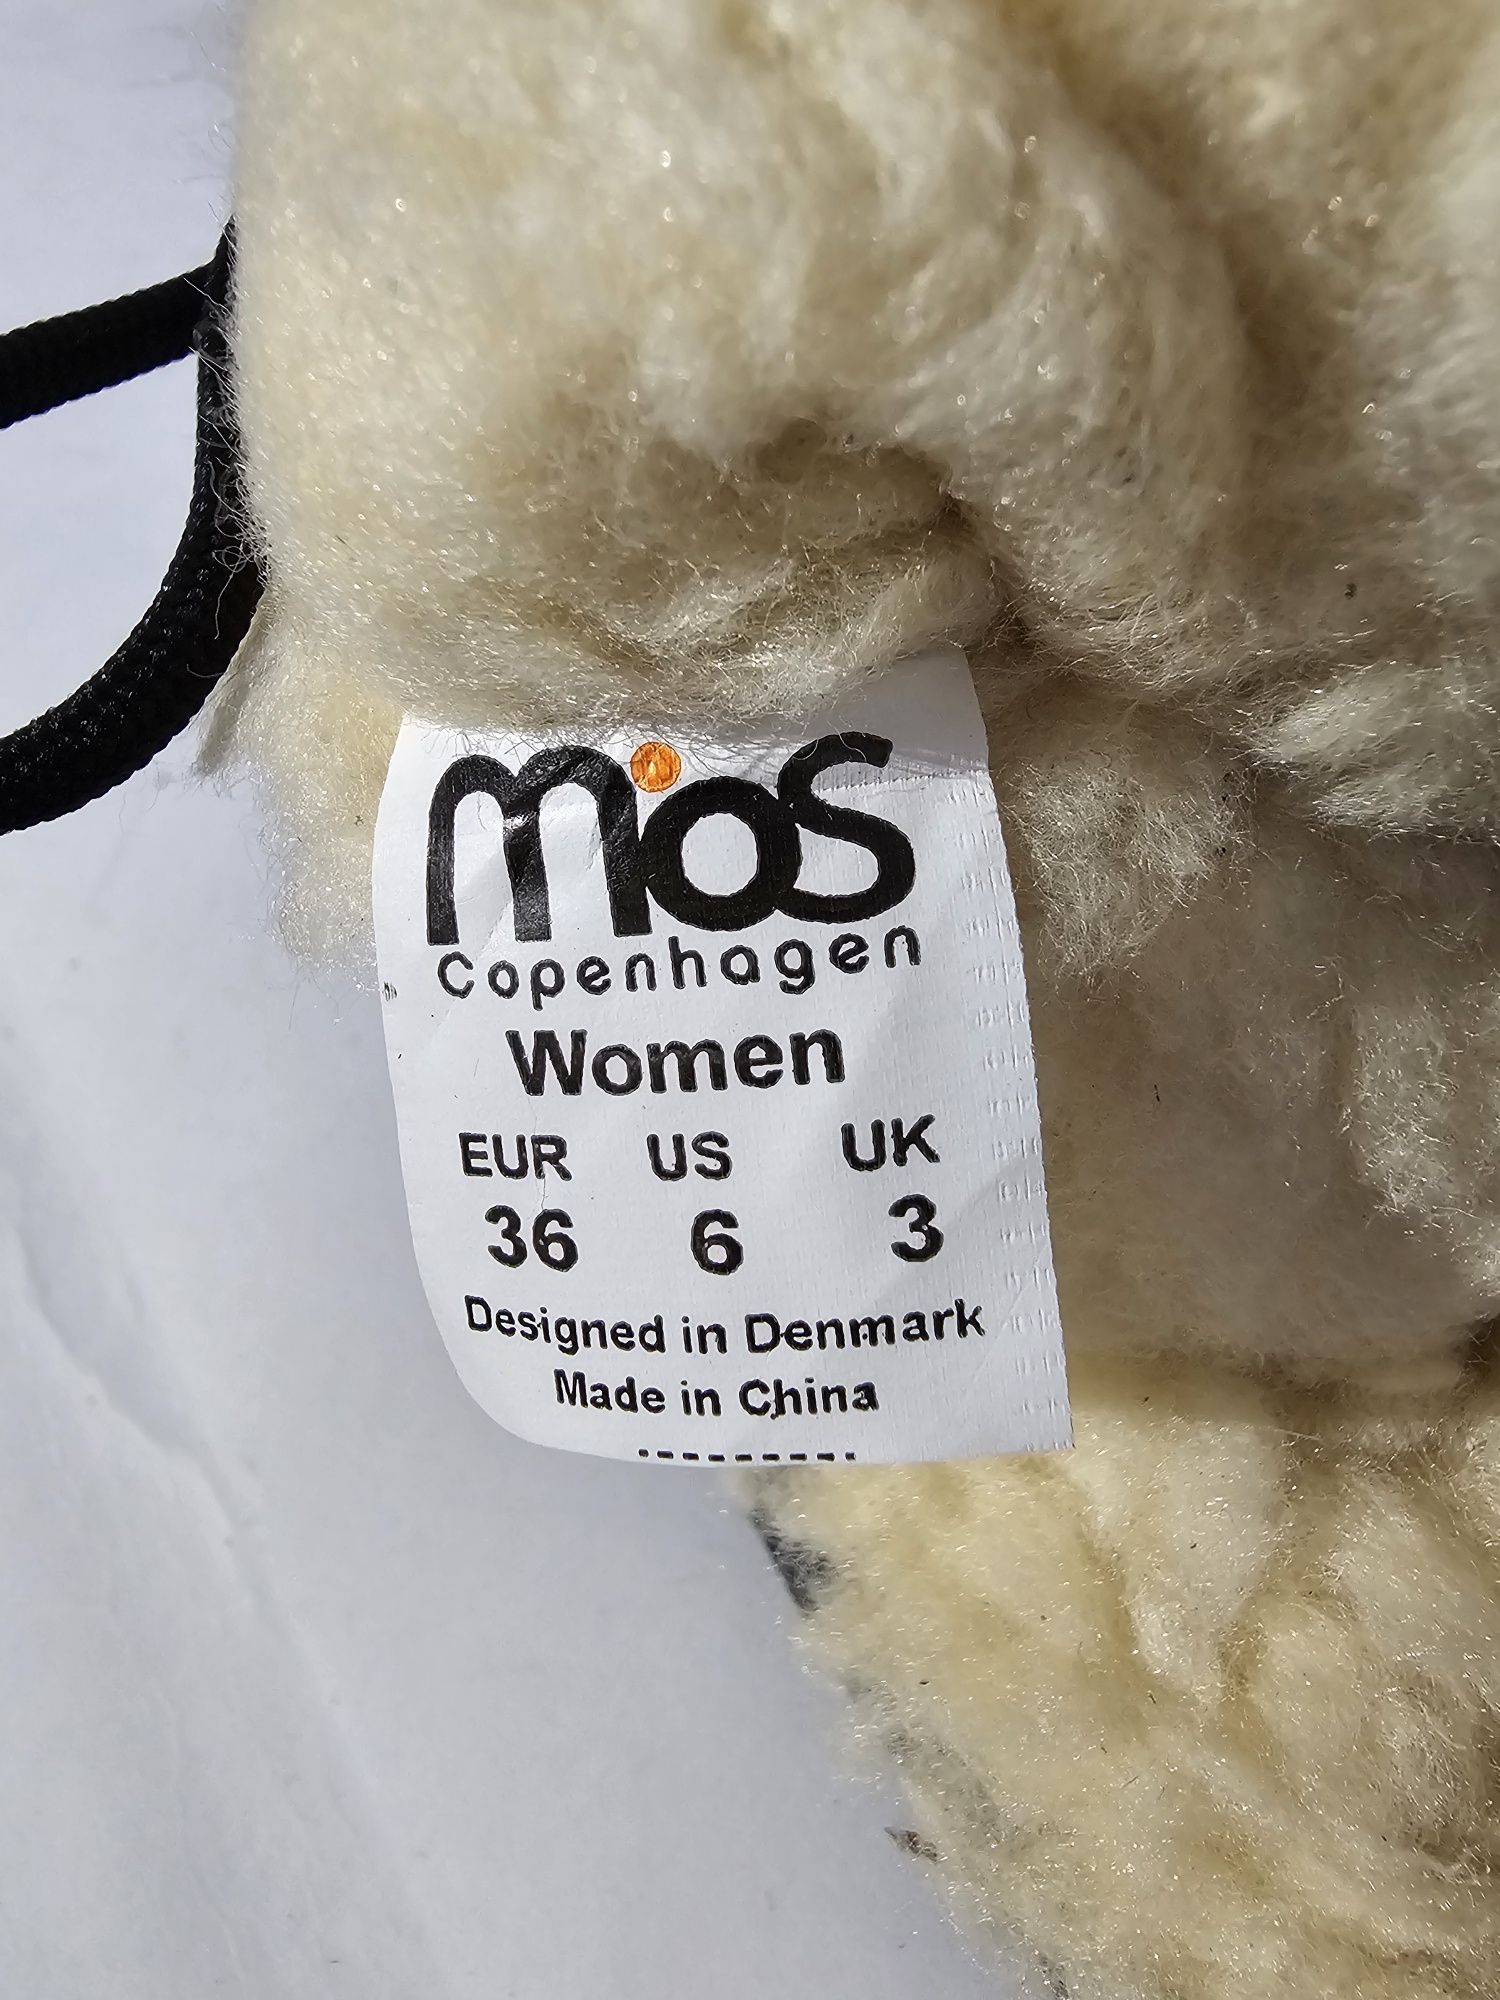 mios
Copenhagen
Women
EUR US UK
36 6 3
Designed in Denmark
Made in China